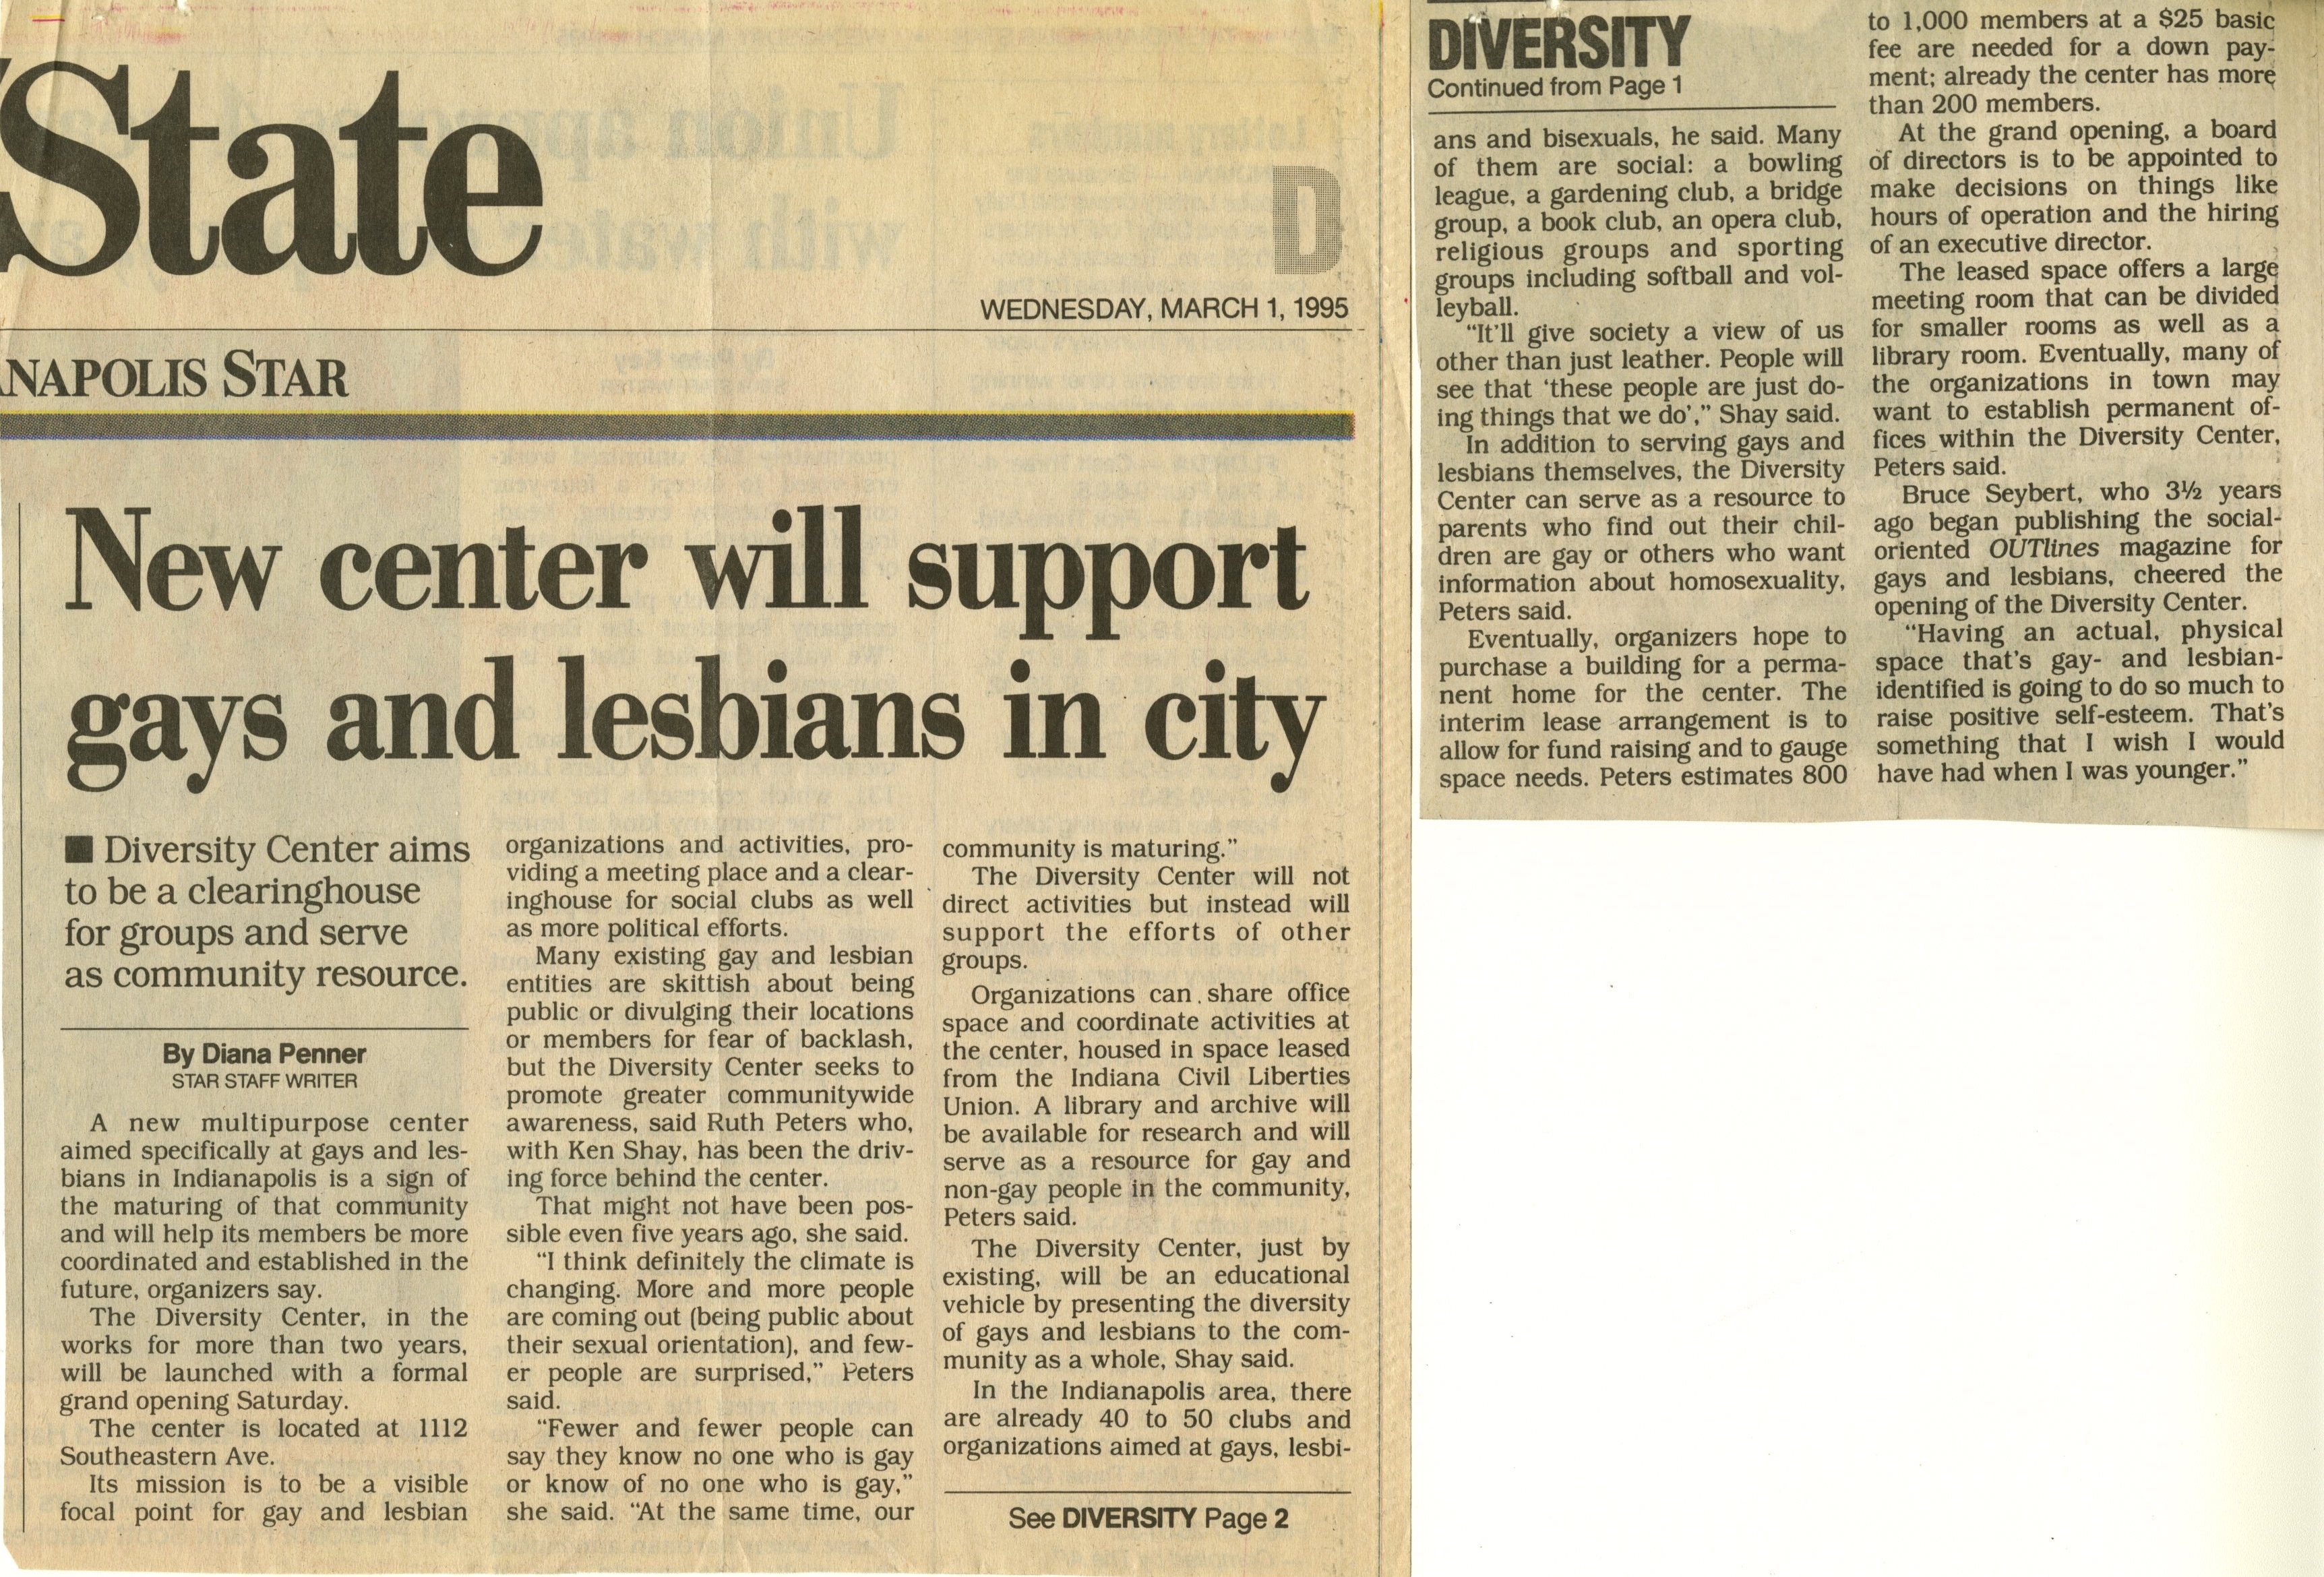 /State
D
WEDNESDAY, MARCH 1, 1995
NAPOLIS STAR
New center will support
gays and lesbians in city
■ Diversity Center aims
to be a clearinghouse
for groups and serve
as community resource.
By Diana Penner
STAR STAFF WRITER
A new multipurpose center
aimed specifically at gays and les-
bians in Indianapolis is a sign of
the maturing of that community
and will help its members be more
coordinated and established in the
future, organizers say.
The Diversity Center, in the
works for more than two years,
will be launched with a formal
grand opening Saturday.
The center is located at 1112
Southeastern Ave.
Its mission is to be a visible
focal point for gay and lesbian
organizations and activities, pro-
viding a meeting place and a clear-
inghouse for social clubs as well
as more political efforts.
Many existing gay and lesbian
entities are skittish about being
public or divulging their locations
or members for fear of backlash,
but the Diversity Center seeks to
promote greater communitywide
awareness, said Ruth Peters who,
with Ken Shay, has been the driv-
ing force behind the center.
That might not have been pos-
sible even five years ago, she said.
“I think definitely the climate is
changing. More and more people
are coming out (being public about
their sexual orientation), and few-
er people are surprised,” Peters
said.
“Fewer and fewer people can
say they know no one who is gay
or know of no one who is gay,”
she said. “At the same time, our
community is maturing.”
The Diversity Center will not
direct activities but instead will
support the efforts of other
groups.
Organizations can share office
space and coordinate activities at
the center, housed in space leased
from the Indiana Civil Liberties
Union. A library and archive will
be available for research and will
serve as a resource for gay and
non-gay people in the community,
Peters said.
The Diversity Center, just by
existing, will be an educational
vehicle by presenting the diversity
of gays and lesbians to the com-
munity as a whole, Shay said.
In the Indianapolis area, there
are already 40 to 50 clubs and
organizations aimed at gays, lesbi-
See DIVERSITY Page 2
DIVERSITY
Continued from Page 1
ans and bisexuals, he said. Many
of them are social: a bowling
league, a gardening club, a bridge
group, a book club, an opera club,
religious groups and sporting
groups including softball and vol-
leyball.
“It’ll give society a view of us
other than just leather. People will
see that ‘these people are just do-
ing things that we do’,” Shay said.
In addition to serving gays and
lesbians themselves, the Diversity
Center can serve as a resource to
parents who find out their chil-
dren are gay or others who want
information about homosexuality,
Peters said.
Eventually, organizers hope to
purchase a building for a perma-
nent home for the center. The
interim lease arrangement is to
allow for fund raising and to gauge
space needs. Peters estimates 800
to 1,000 members at a $25 basic
fee are needed for a down pay-
ment; already the center has more
than 200 members.
At the grand opening, a board
of directors is to be appointed to
make decisions on things like
hours of operation and the hiring
of an executive director.
The leased space offers a large
meeting room that can be divided
for smaller rooms as well as a
library room. Eventually, many of
the organizations in town may
want to establish permanent of-
fices within the Diversity Center,
Peters said.
Bruce Seybert, who 3½ years
ago began publishing the social-
oriented OUTlines magazine for
gays and lesbians, cheered the
opening of the Diversity Center.
“Having an actual, physical
space that’s gay- and lesbian-
identified is going to do so much to
raise positive self-esteem. That’s
something that I wish I would
have had when I was younger.”